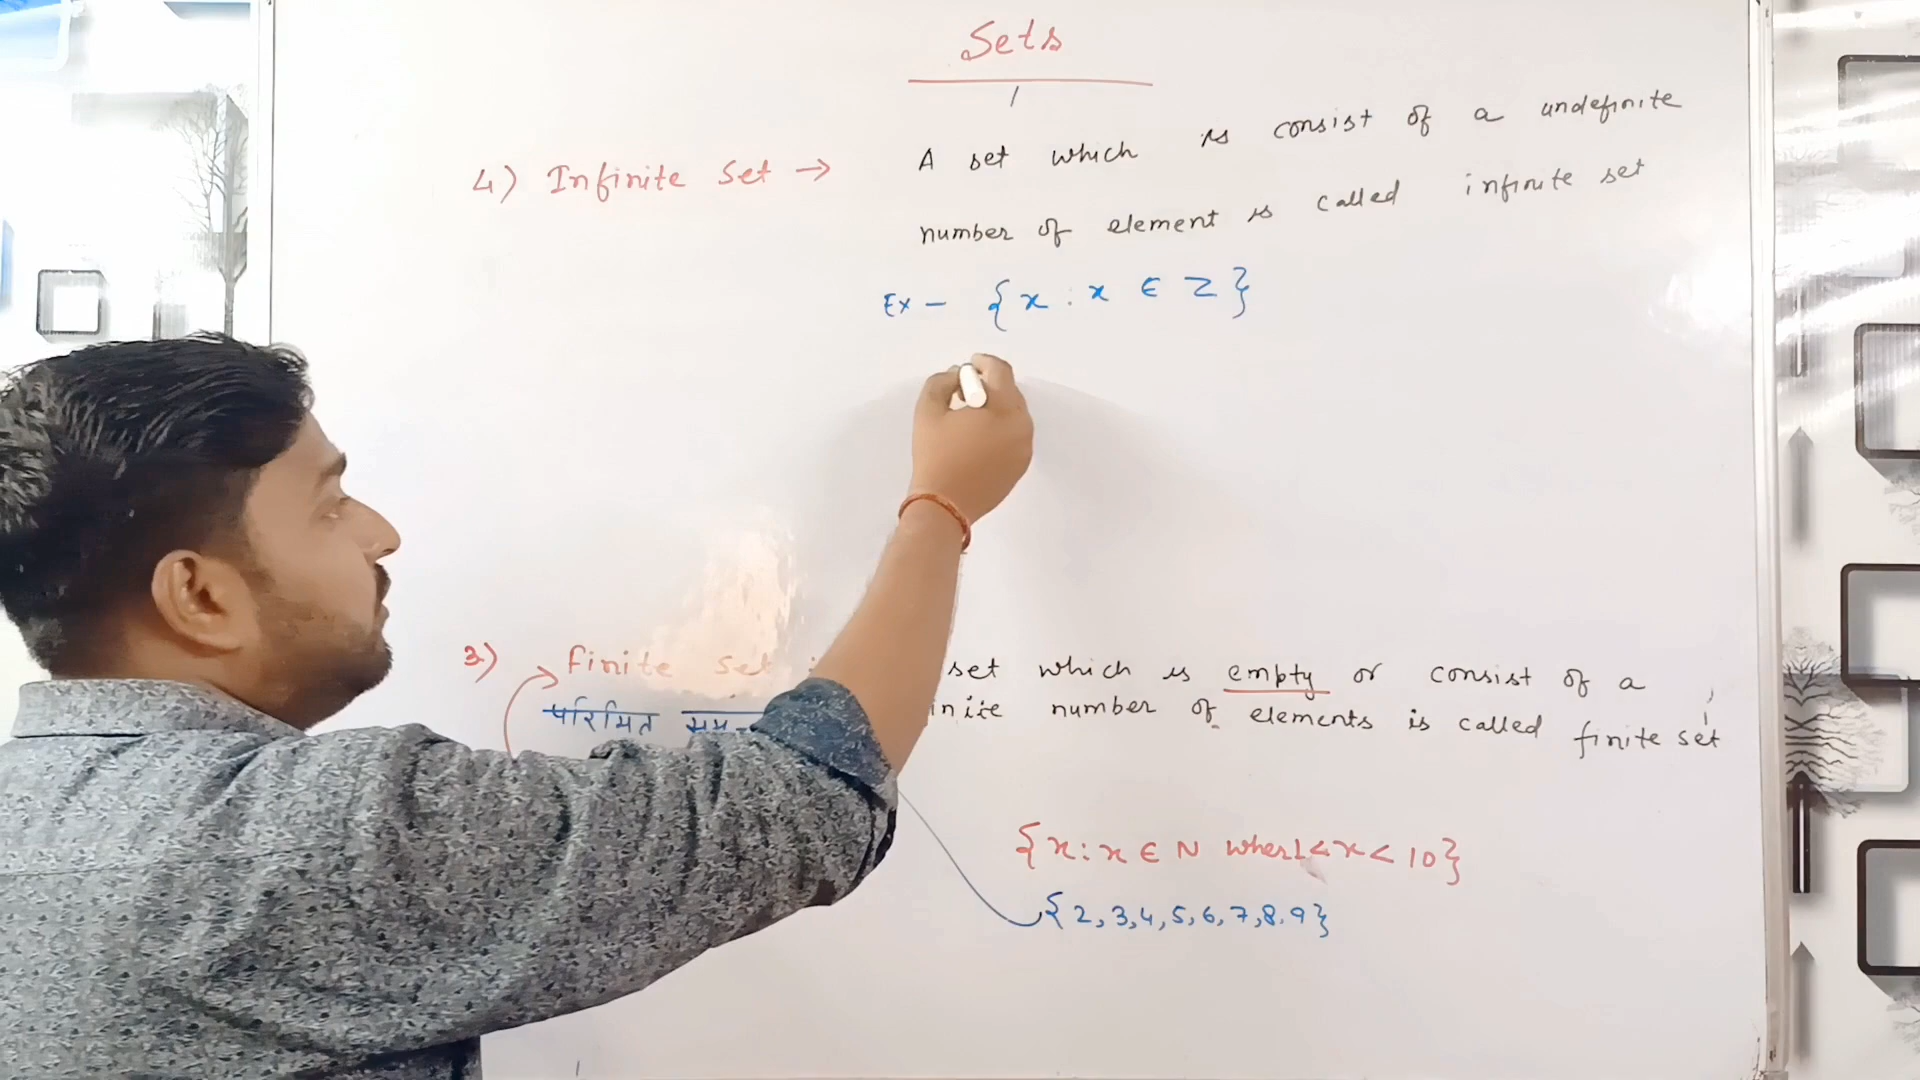 Sets
4) Infinite Set → A set which is consist of a undefinite
number of element is called infinite set
Ex - {x : x ∈ Z}
3) finite set set which is empty or consist of a
परिमित number of elements is called finite set
{x : x ∈ N wher 1 < x < 10}
{2, 3, 4, 5, 6, 7, 8, 9}